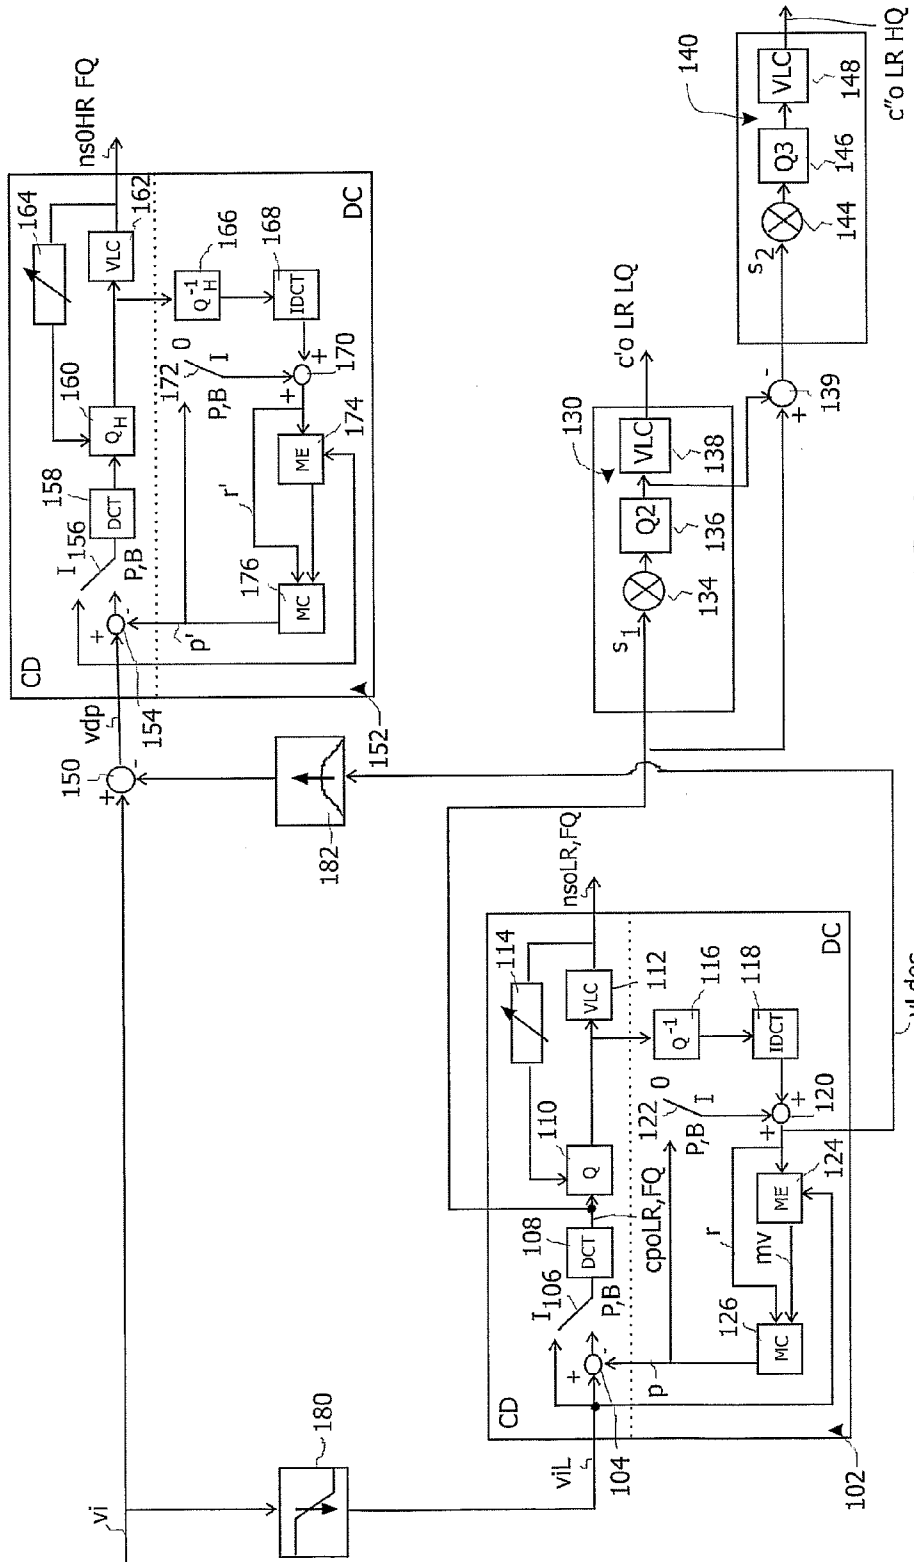 vi
180
viL
CD
104
+
-
I
106
P,B
DCT
108
cpoLR,FQ
Q
110
114
VLC
112
nsoLR,FQ
Q-1
116
IDCT
118
DC
p
122
0
I
P,B
+
+
120
r
ME
124
mv
MC
126
102
182
150
+
-
vdp
CD
154
+
-
I
156
P,B
DCT
158
QH
160
164
VLC
162
ns0HR FQ
QH-1
166
IDCT
168
DC
p'
172
0
I
P,B
+
+
170
r'
ME
174
MC
176
152
s1
134
Q2
136
VLC
138
130
c'o LR LQ
139
+
-
s2
144
Q3
146
VLC
148
140
c"o LR HQ